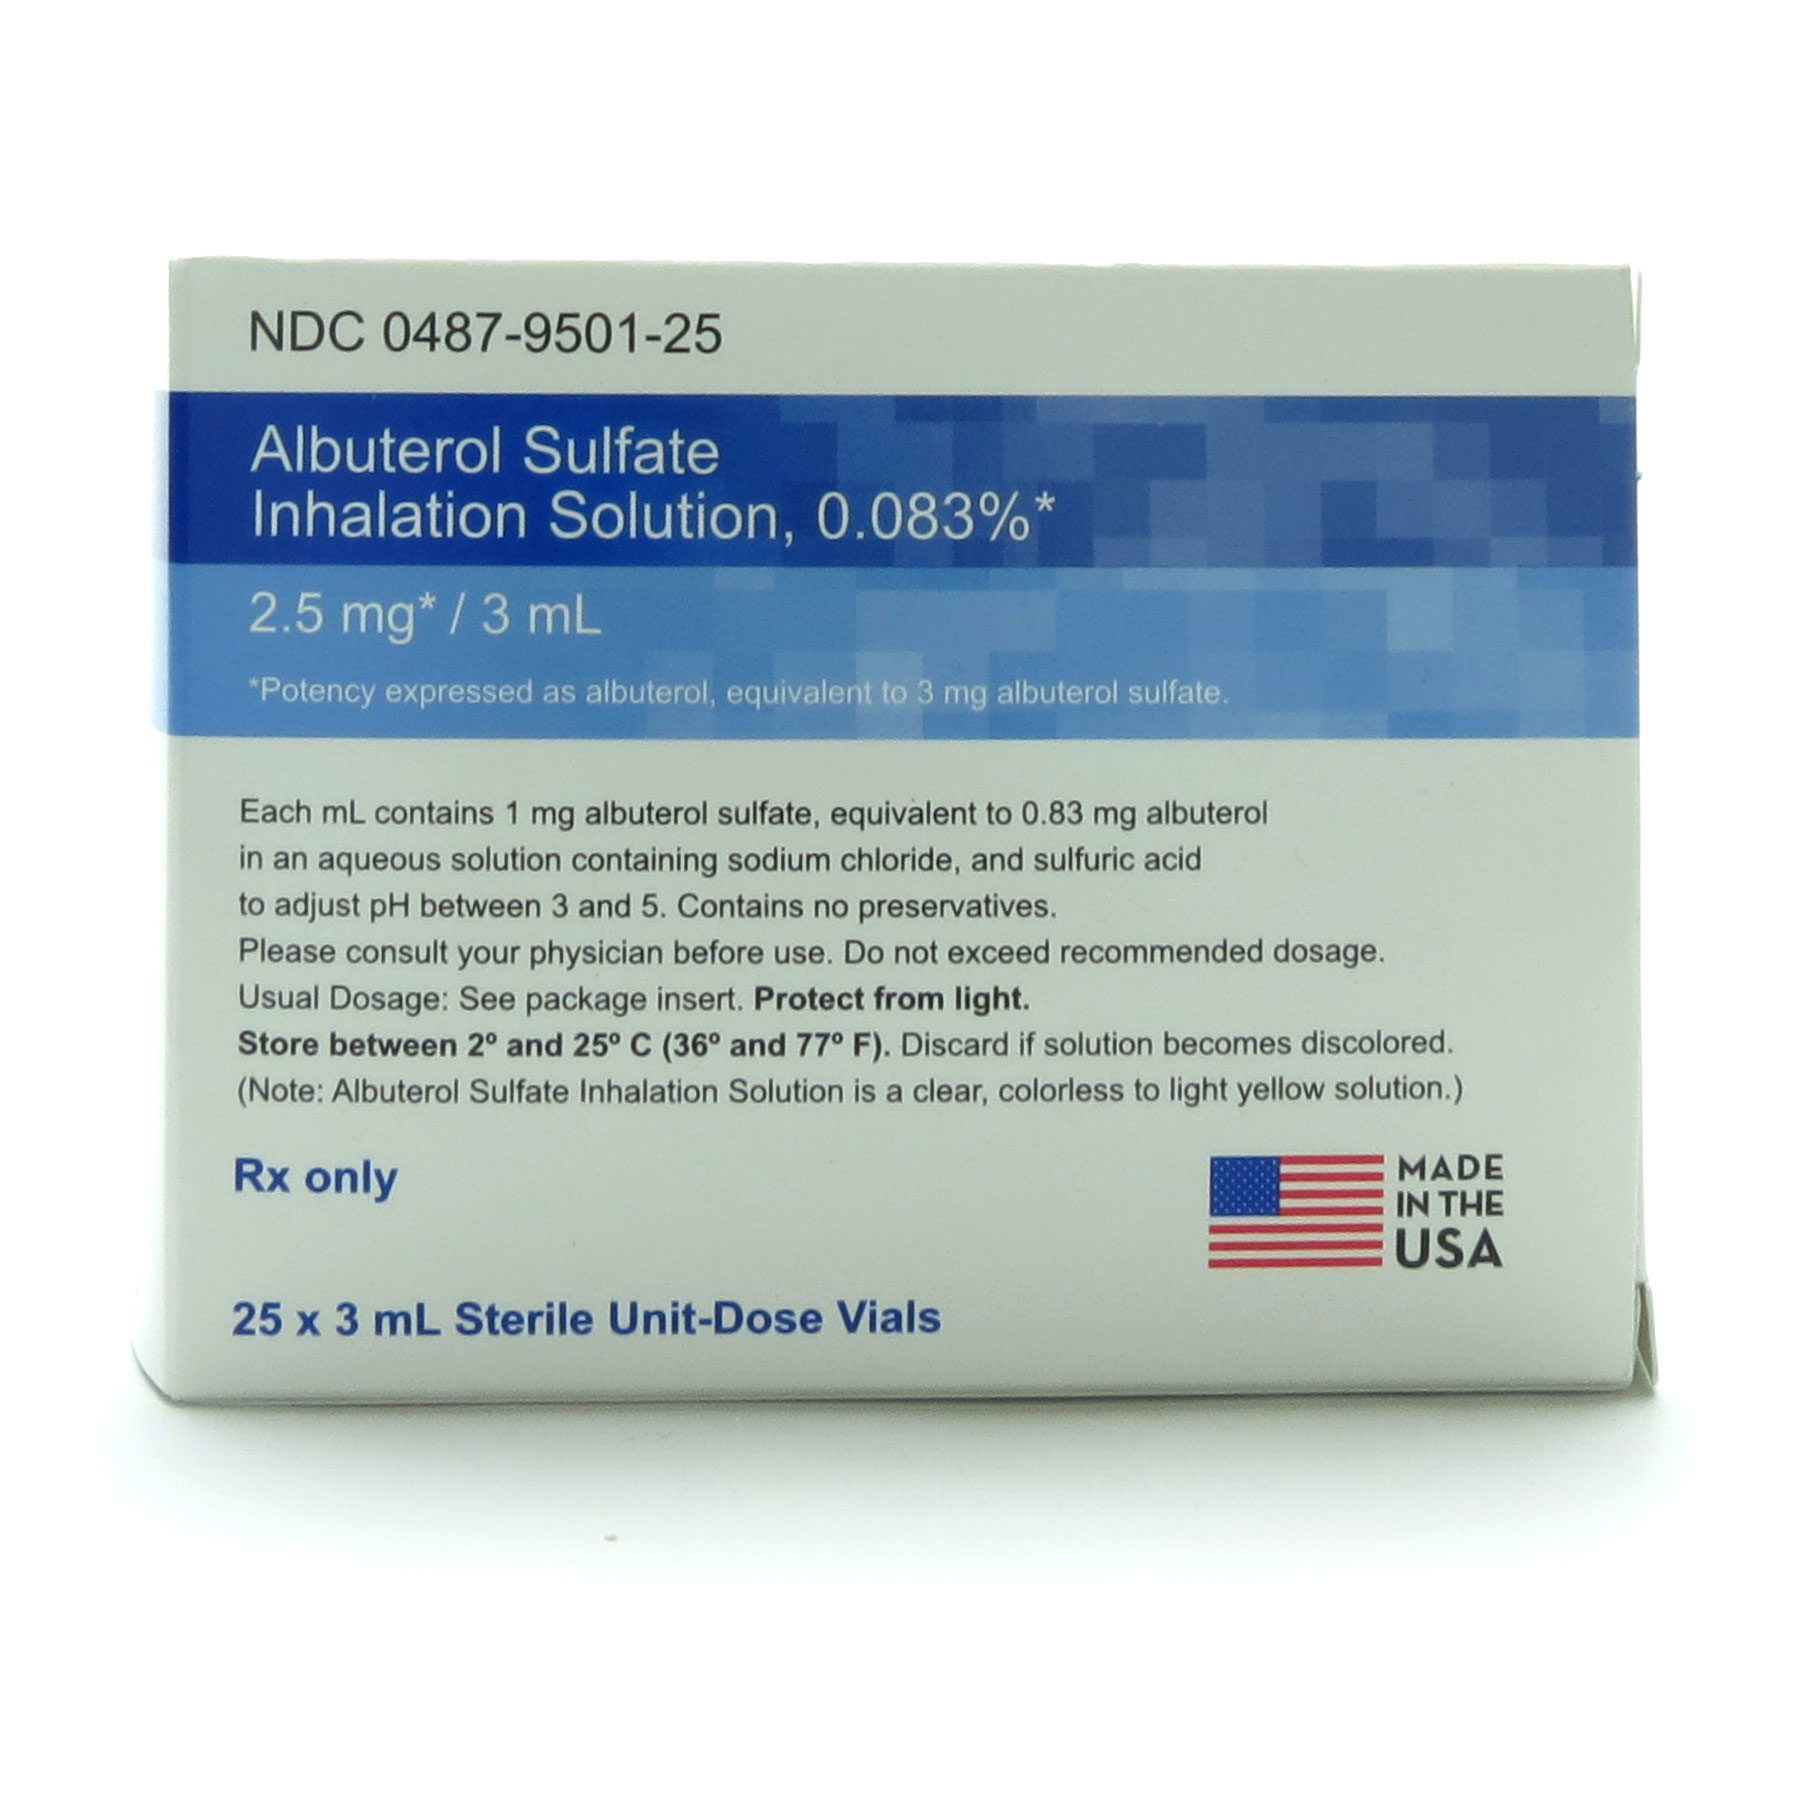 NDC 0487-9501-25
Albuterol Sulfate
Inhalation Solution, 0.083%*
2.5 mg* / 3 mL
*Potency expressed as albuterol, equivalent to 3 mg albuterol sulfate.
Each mL contains 1 mg albuterol sulfate, equivalent to 0.83 mg albuterol
in an aqueous solution containing sodium chloride, and sulfuric acid
to adjust pH between 3 and 5. Contains no preservatives.
Please consult your physician before use. Do not exceed recommended dosage.
Usual Dosage: See package insert. Protect from light.
Store between 2º and 25º C (36º and 77º F). Discard if solution becomes discolored.
(Note: Albuterol Sulfate Inhalation Solution is a clear, colorless to light yellow solution.)
Rx only
MADE
IN THE
USA
25 x 3 mL Sterile Unit-Dose Vials